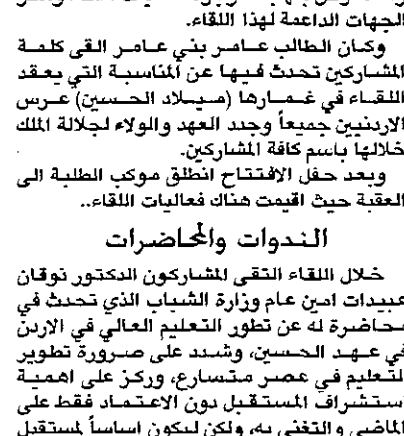 الجهات الداعمة لهذا اللقاء.
وكان الطالب عامر بني عامر القى كلمة
المشاركين تحدث فيها عن المناسبة التي يعقد
اللقاء في غمارها (ميلاد الحسين) عرس
الاردنيين جميعاً وجدد العهد والولاء لجلالة الملك
خلالها باسم كافة المشاركين.
وبعد حفل الافتتاح انطلق موكب الطلبة الى
العقبة حيث اقيمت هناك فعاليات اللقاء..
الندوات والمحاضرات
خلال اللقاء التقى المشاركون الدكتور نوقان
عبيدات امين عام وزارة الشباب الذي تحدث في
محاضرة له عن تطور التعليم العالي في الاردن
في عهد الحسين، وشدد على ضرورة تطوير
التعليم في عصر متسارع، وركز على اهمية
استشراف المستقبل دون الاعتماد فقط على
الماضي والتغني به، ولكن ليكون اساساً لمستقبل